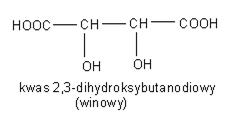 HOOC — CH — CH — COOH
OH OH
kwas 2,3-dihydroksybutanodiowy
(winowy)